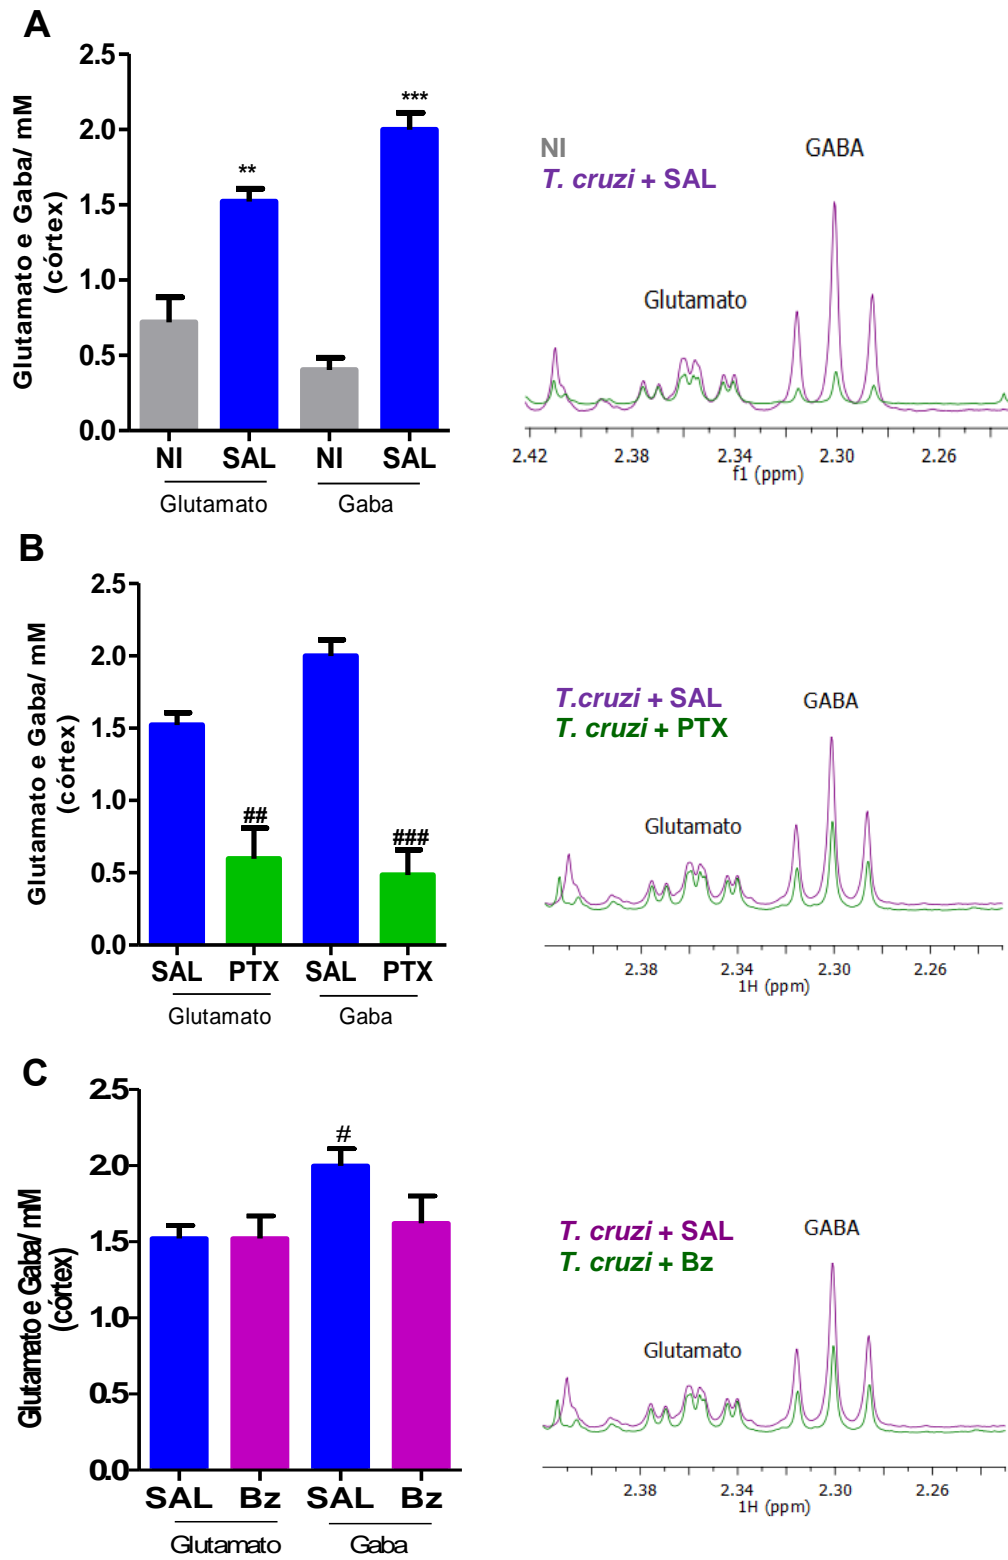 A
Glutamato e Gaba/ mM
(córtex)
2.5
2.0
1.5
1.0
0.5
0.0
**
***
NI SAL NI SAL
Glutamato Gaba
NI
T. cruzi + SAL
GABA
Glutamato
2.42 2.38 2.34 2.30 2.26
f1 (ppm)
B
Glutamato e Gaba/ mM
(córtex)
2.5
2.0
1.5
1.0
0.5
0.0
##
###
SAL PTX SAL PTX
Glutamato Gaba
T.cruzi + SAL
T. cruzi + PTX
GABA
Glutamato
2.38 2.34 2.30 2.26
1H (ppm)
C
Glutamato e Gaba/ mM
(córtex)
2.5
2.0
1.5
1.0
0.5
0.0
#
SAL Bz SAL Bz
Glutamato Gaba
T. cruzi + SAL
T. cruzi + Bz
GABA
Glutamato
2.38 2.34 2.30 2.26
1H (ppm)